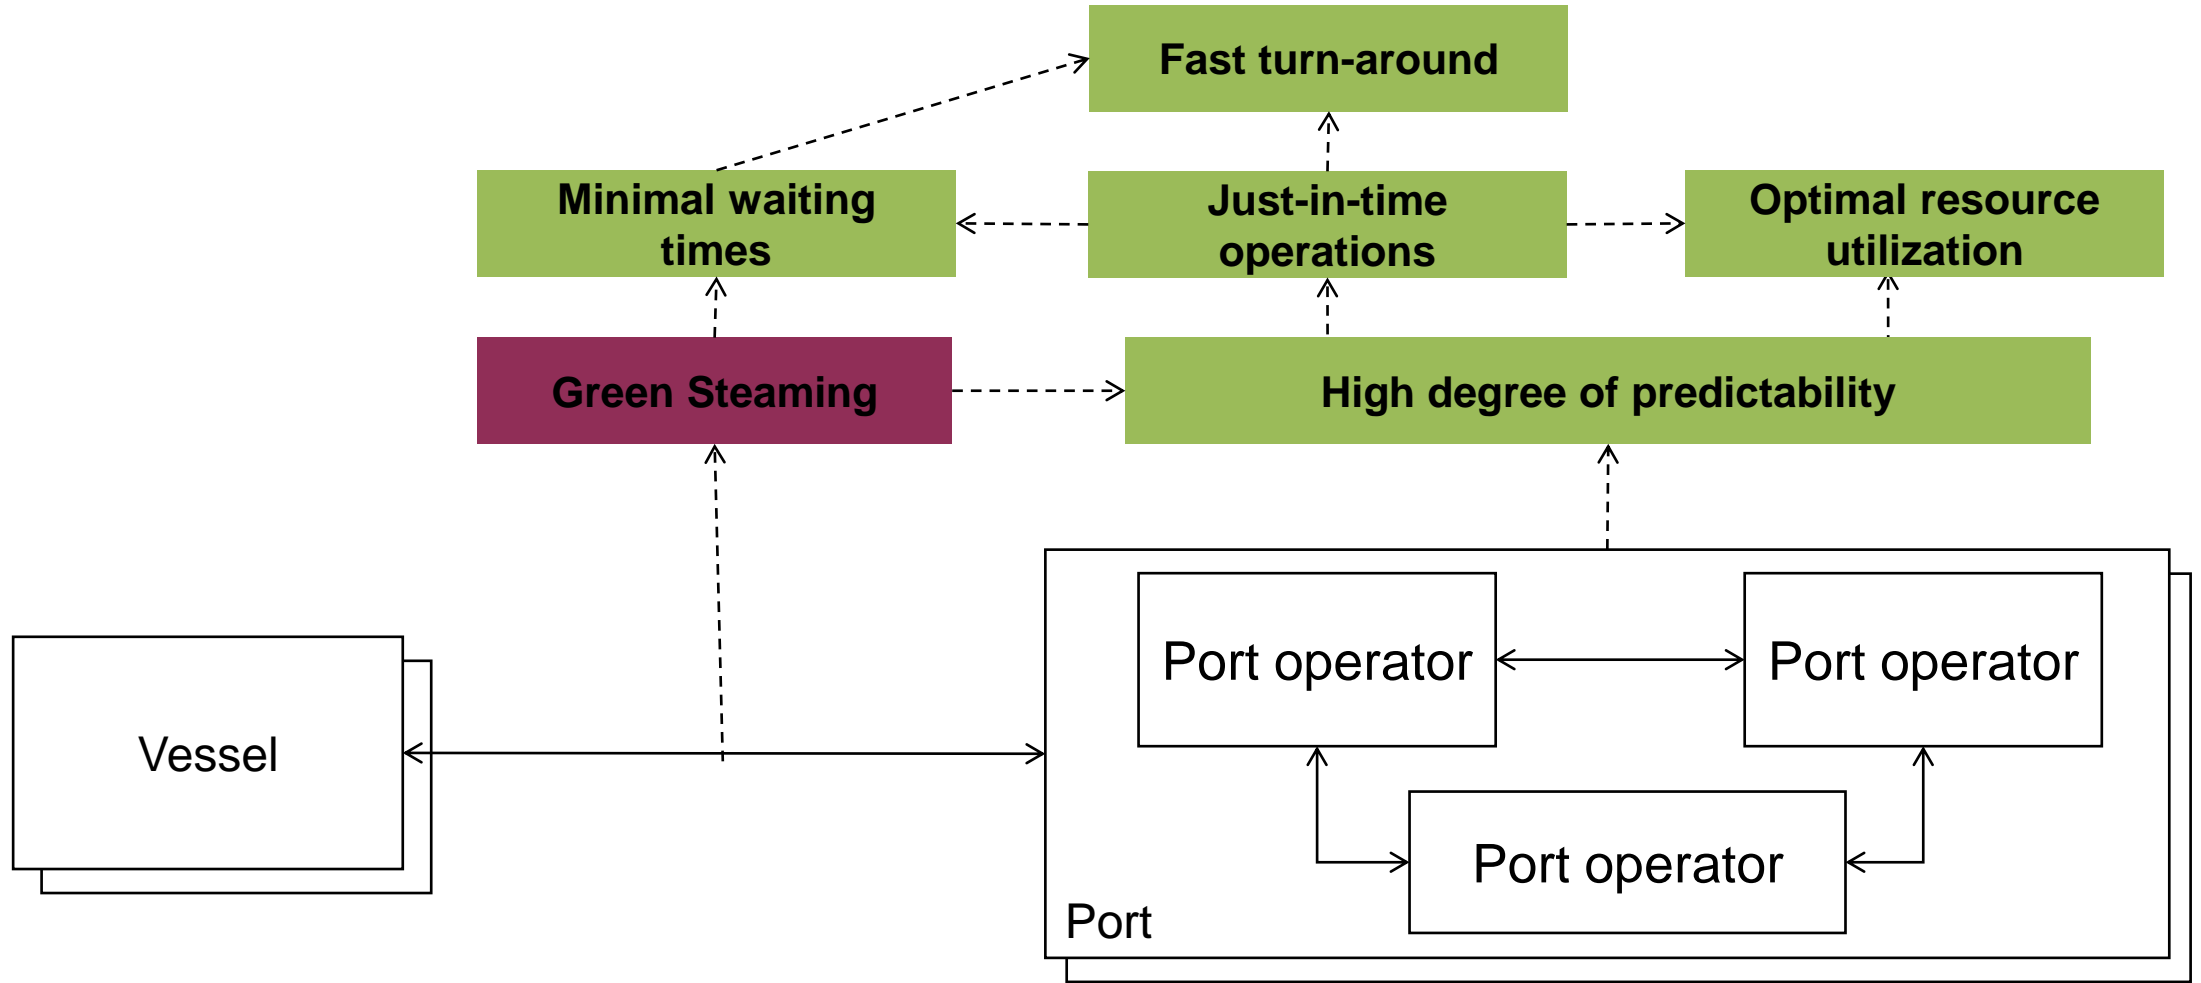 Fast turn-around
Minimal waiting
times
Just-in-time
operations
Optimal resource
utilization
Green Steaming
High degree of predictability
Port operator
Port operator
Vessel
Port operator
Port